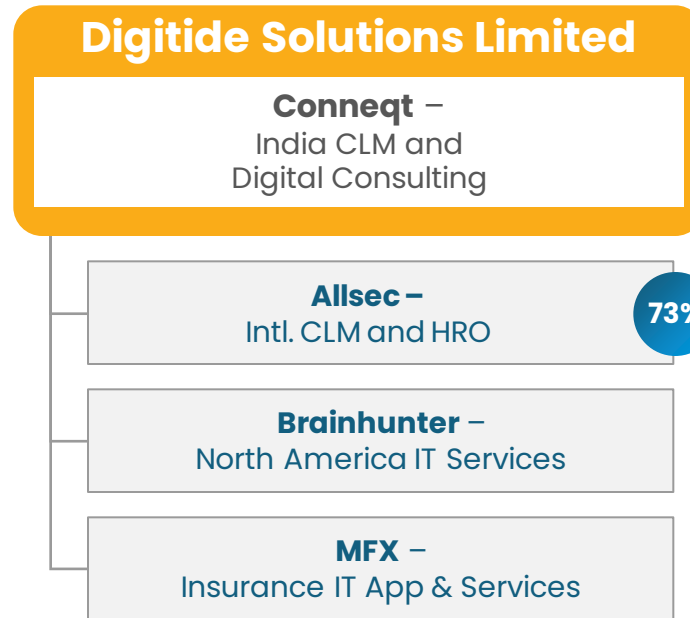 Digitide Solutions Limited
Conneqt –
India CLM and
Digital Consulting
Allsec –
Intl. CLM and HRO
73%
Brainhunter –
North America IT Services
MFX –
Insurance IT App & Services